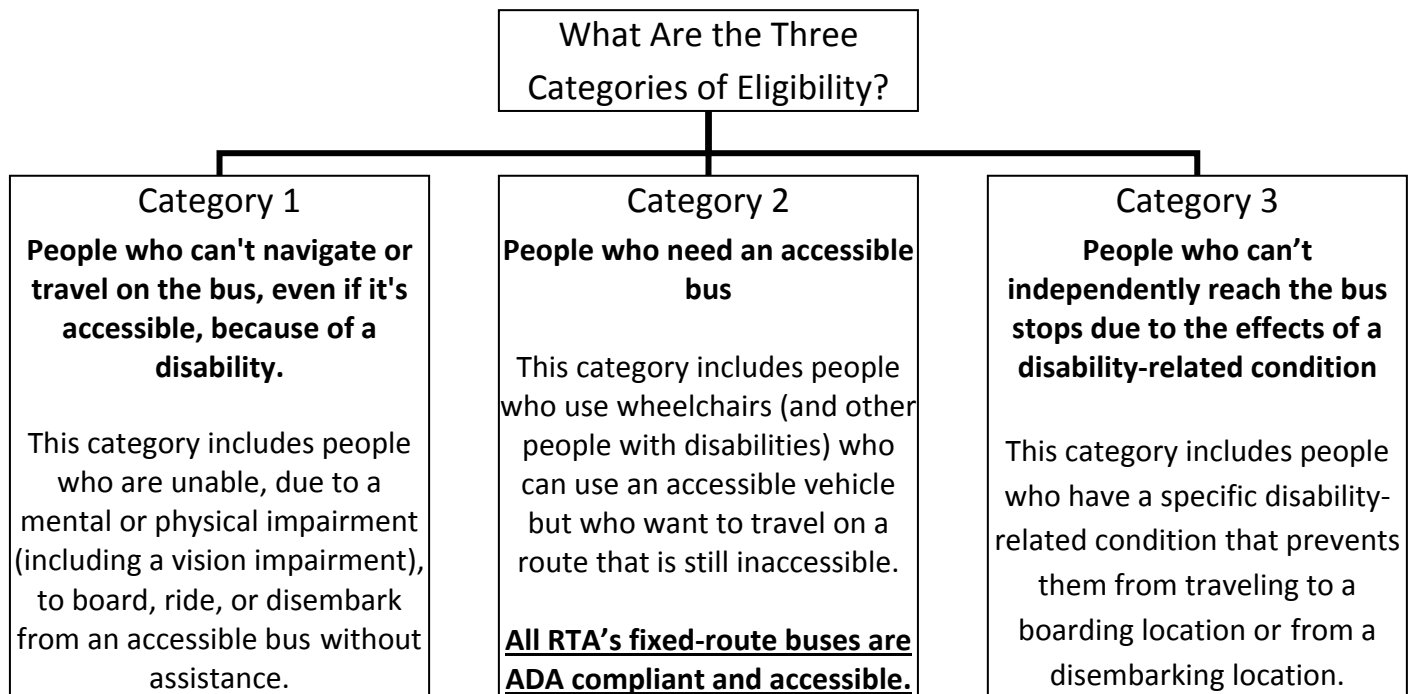 What Are the Three
Categories of Eligibility?
Category 1
People who can't navigate or
travel on the bus, even if it's
accessible, because of a
disability.
This category includes people
who are unable, due to a
mental or physical impairment
(including a vision impairment),
to board, ride, or disembark
from an accessible bus without
assistance.
Category 2
People who need an accessible
bus
This category includes people
who use wheelchairs (and other
people with disabilities) who
can use an accessible vehicle
but who want to travel on a
route that is still inaccessible.
All RTA’s fixed-route buses are
ADA compliant and accessible.
Category 3
People who can’t
independently reach the bus
stops due to the effects of a
disability-related condition
This category includes people
who have a specific disability-
related condition that prevents
them from traveling to a
boarding location or from a
disembarking location.